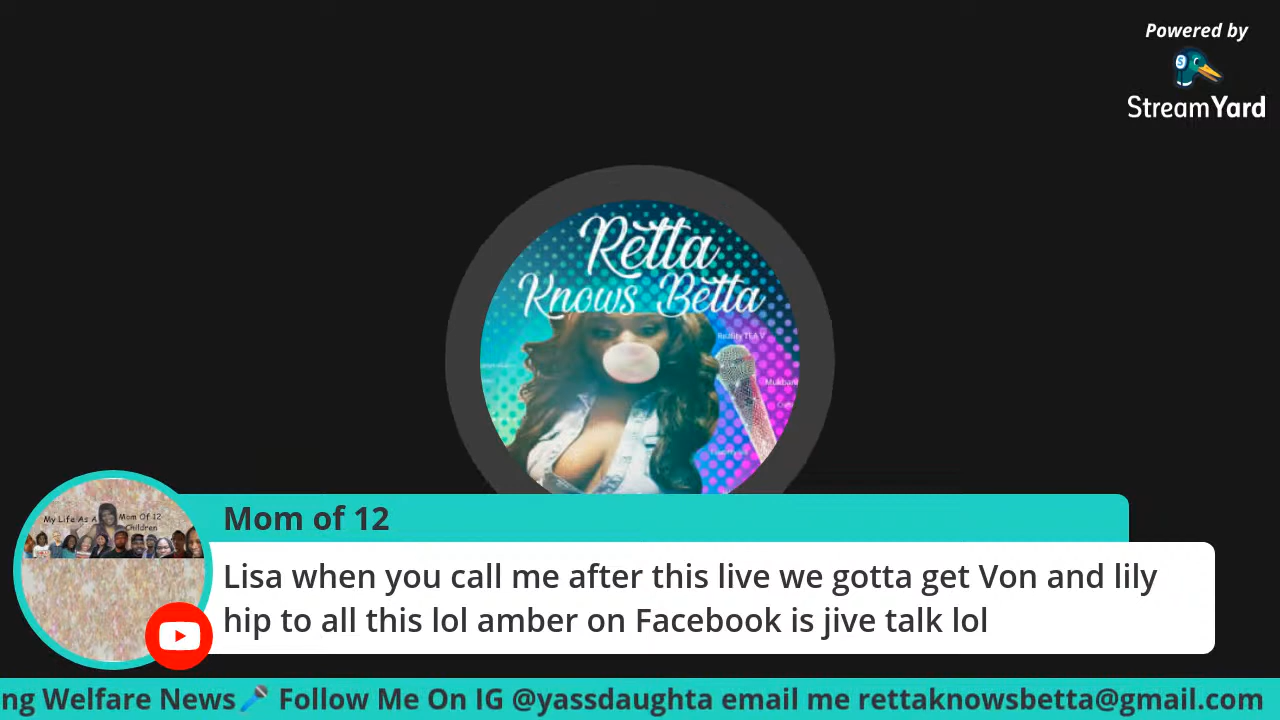 Powered by
StreamYard
Retta
Knows Betta
Mom of 12
My Life As A Mom Of 12
Children
Lisa when you call me after this live we gotta get Von and lily
hip to all this lol amber on Facebook is jive talk lol
ng Welfare News🎤 Follow Me On IG @yassdaughta email me rettaknowsbetta@gmail.com